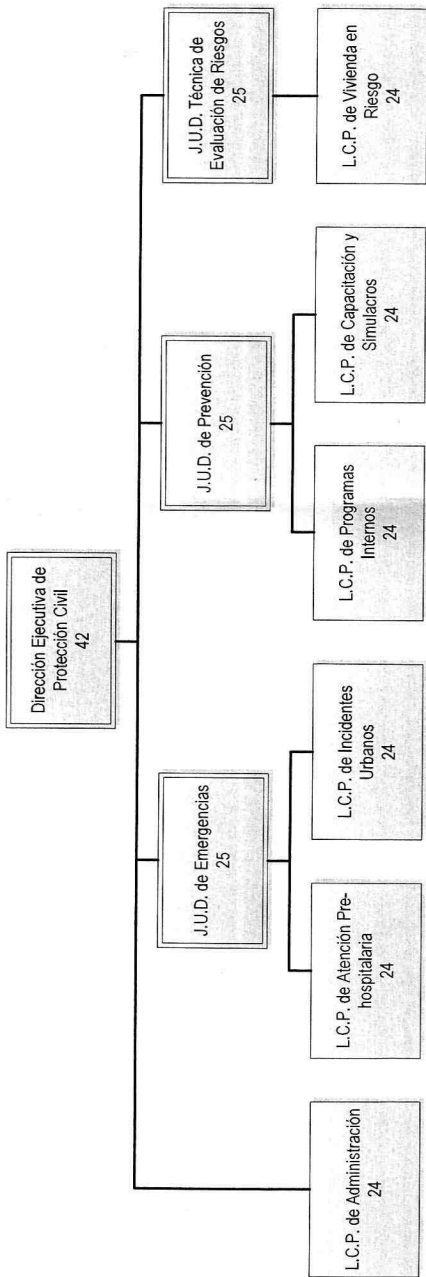 Dirección Ejecutiva de
Protección Civil
42
J.U.D. de Emergencias
25
J.U.D. de Prevención
25
J.U.D. Técnica de
Evaluación de Riesgos
25
L.C.P. de Administración
24
L.C.P. de Atención Pre-
hospitalaria
24
L.C.P. de Incidentes
Urbanos
24
L.C.P. de Programas
Internos
24
L.C.P. de Capacitación y
Simulacros
24
L.C.P. de Vivienda en
Riesgo
24